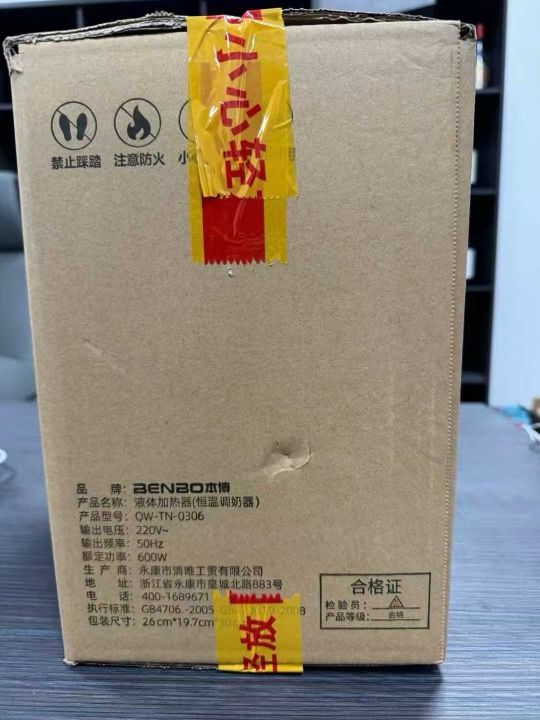 小心轻
禁止踩踏 注意防火 小心 用
品 牌：BENBO本博
产品名称：液体加热器(恒温调奶器）
产品型号：QW-TN-0306
输出电压：220V~
输出频率：50Hz
额定功率：600W
生 产 商：永康市清唯工贸有限公司
地 址：浙江省永康市皇城北路883号
电 话：400-1689671
执行标准：GB4706.-2005
包装尺寸：26cm*19.7cm*30
合格证
检验员：
产品等级：合格
轻放